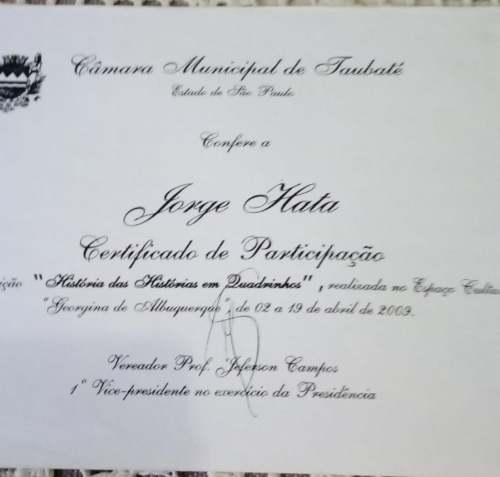 Câmara Municipal de Taubaté
Estado de São Paulo
Confere a
Jorge Hata
Certificado de Participação
"História das Histórias em Quadrinhos", realizada no Espaço
"Georgina de Albuquerque", de 02 a 19 de abril de 2009.
Vereador Prof. Jeferson Campos
1º Vice-presidente no exercício da Presidência